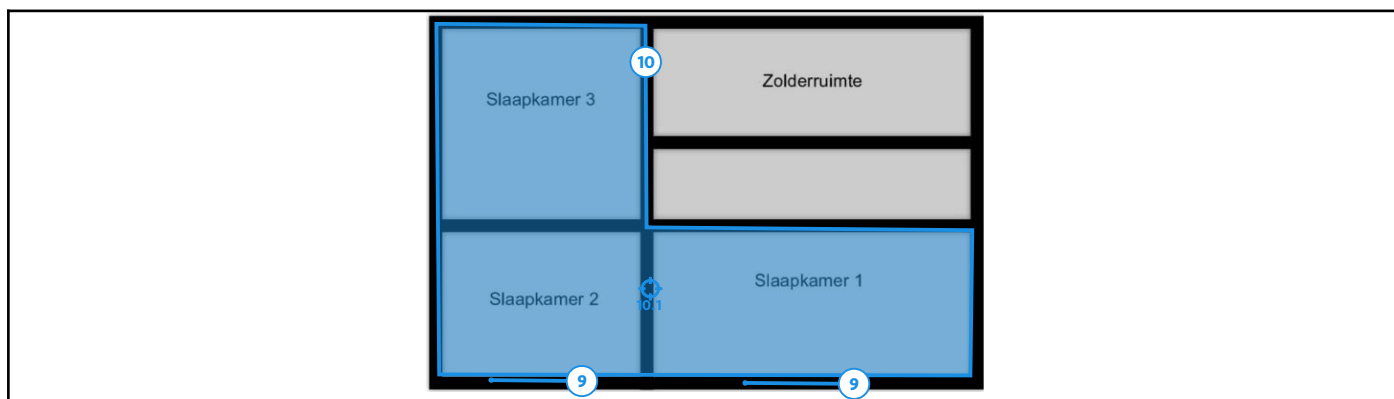 10
Zolderruimte
Slaapkamer 3
Slaapkamer 1
Slaapkamer 2
10.1
9
9